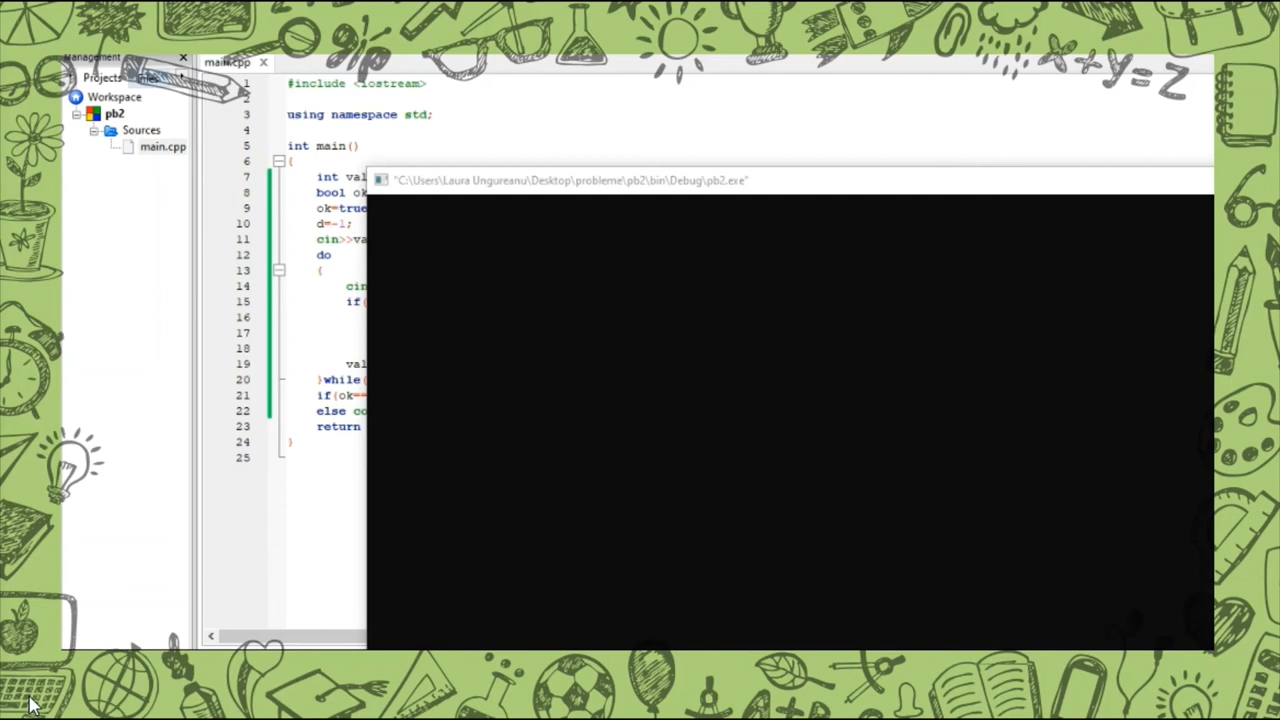 Management
Projects
Workspace
pb2
Sources
main.cpp
main.cpp
1 #include <iostream>
2
3 using namespace std;
4
5 int main()
6 {
7 int val
8 bool ok
9 ok=true
10 d=-1;
11 cin>>va
12 do
13 {
14 cin
15 if(
16
17
18
19 val
20 }while(
21 if(ok==
22 else co
23 return
24 }
25
"C:\Users\Laura Ungureanu\Desktop\probleme\pb2\bin\Debug\pb2.exe"
x+y=z